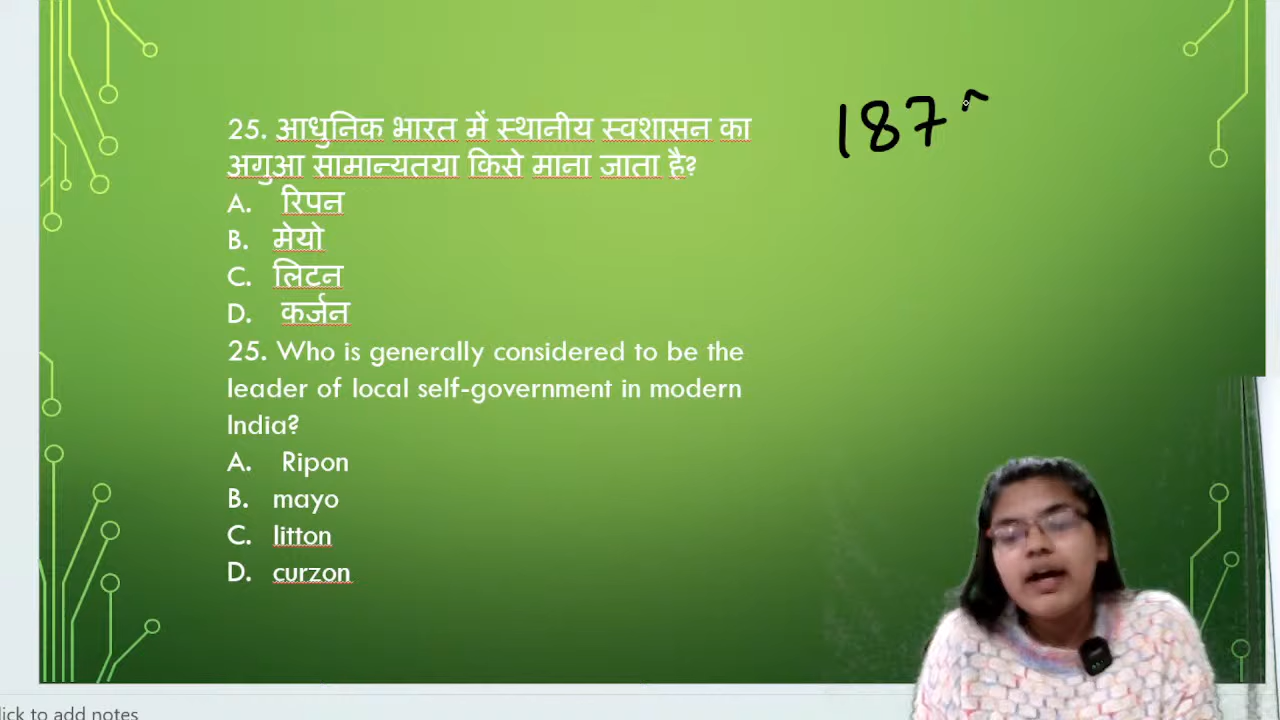 25. आधुनिक भारत में स्थानीय स्वशासन का
अगुआ सामान्यतया किसे माना जाता है?
A. रिपन
B. मेयो
C. लिटन
D. कर्जन
25. Who is generally considered to be the
leader of local self-government in modern
India?
A. Ripon
B. mayo
C. litton
D. curzon
187
lick to add notes